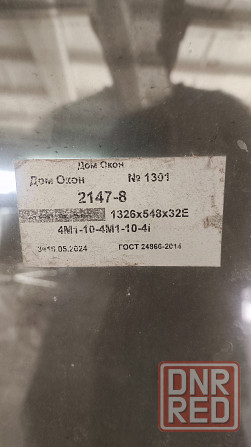 Дом Окон
Дом Окон № 1301
2147-8
1326x548x32E
4М1-10-4М1-10-4i
16.05.2024 ГОСТ 24866-2014
DNR
RED